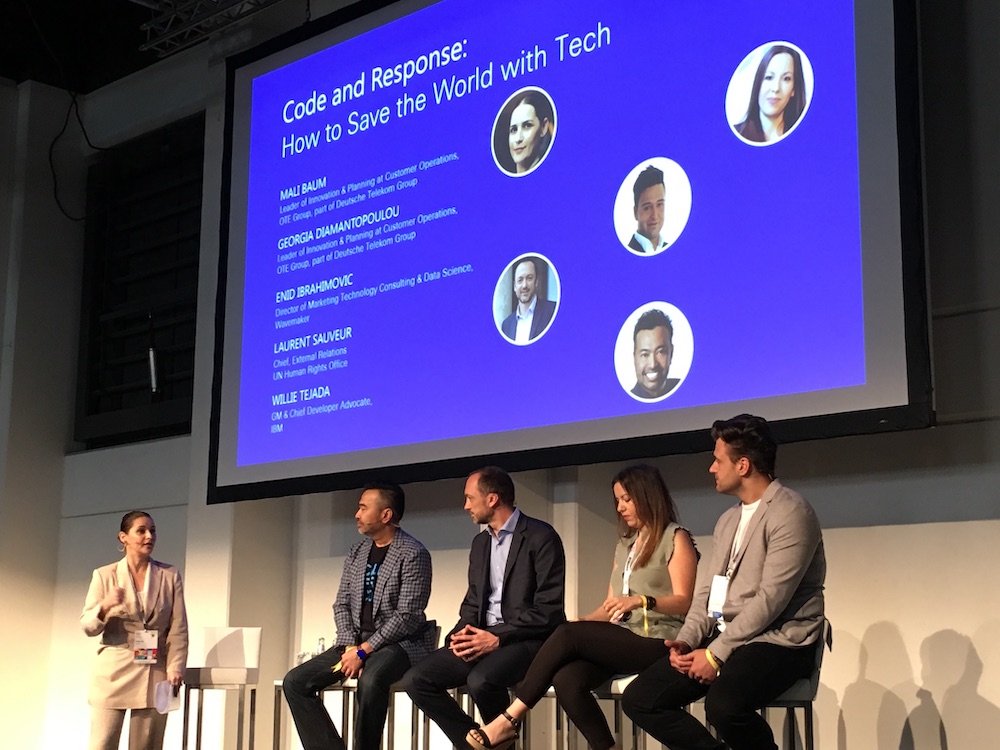 Code and Response:
How to Save the World with Tech
MALI BAUM
Leader of Innovation & Planning at Customer Operations,
OTE Group, part of Deutsche Telekom Group
GEORGIA DIAMANTOPOULOU
Leader of Innovation & Planning at Customer Operations,
OTE Group, part of Deutsche Telekom Group
ENID IBRAHIMOVIC
Director of Marketing Technology Consulting & Data Science,
Wavemaker
LAURENT SAUVEUR
Chief, External Relations
UN Human Rights Office
WILLIE TEJADA
GM & Chief Developer Advocate,
IBM